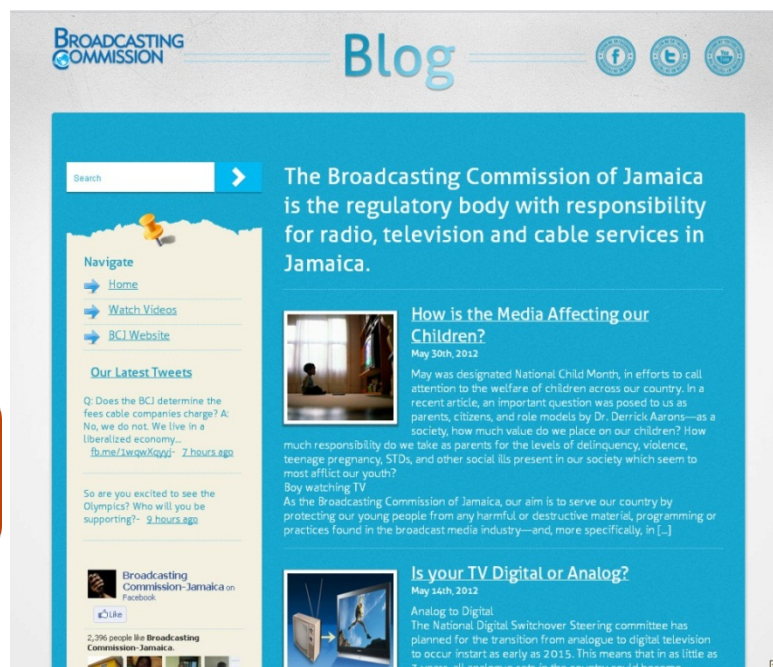 BROADCASTING
COMMISSION
Blog
Search
The Broadcasting Commission of Jamaica
is the regulatory body with responsibility
for radio, television and cable services in
Jamaica.
Navigate
Home
Watch Videos
BCJ Website
Our Latest Tweets
Q: Does the BCJ determine the
fees cable companies charge? A:
No, we do not. We live in a
liberalized economy...
fb.me/1wqwXqyyj- 7 hours ago
So are you excited to see the
Olympics? Who will you be
supporting?- 9 hours ago
Broadcasting
Commission-Jamaica on
Facebook
Like
2,396 people like Broadcasting
Commission-Jamaica.
How is the Media Affecting our
Children?
May 30th, 2012
May was designated National Child Month, in efforts to call
attention to the welfare of children across our country. In a
recent article, an important question was posed to us as
parents, citizens, and role models by Dr. Derrick Aarons—as a
society, how much value do we place on our children? How
much responsibility do we take as parents for the levels of delinquency, violence,
teenage pregnancy, STDs, and other social ills present in our society which seem to
most afflict our youth?
Boy watching TV
As the Broadcasting Commission of Jamaica, our aim is to serve our country by
protecting our young people from any harmful or destructive material, programming or
practices found in the broadcast media industry—and, more specifically, in [...]
Is your TV Digital or Analog?
May 14th, 2012
Analog to Digital
The National Digital Switchover Steering committee has
planned for the transition from analogue to digital television
to occur instart as early as 2015. This means that in as little as